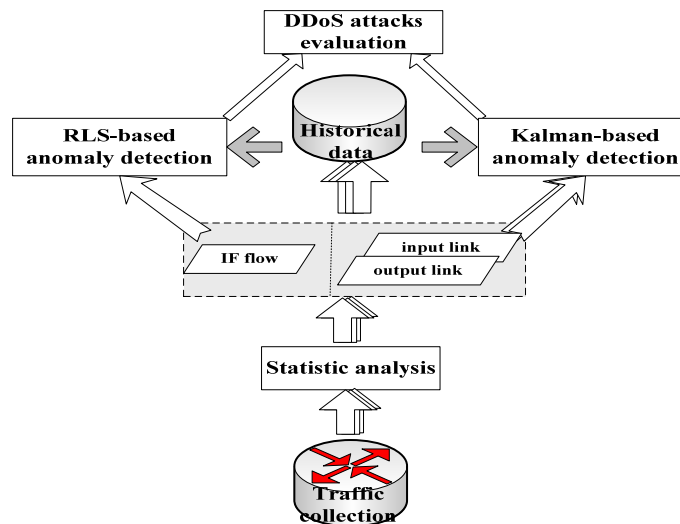 DDoS attacks
evaluation
RLS-based
anomaly detection
Historical
data
Kalman-based
anomaly detection
IF flow
input link
output link
Statistic analysis
Traffic
collection